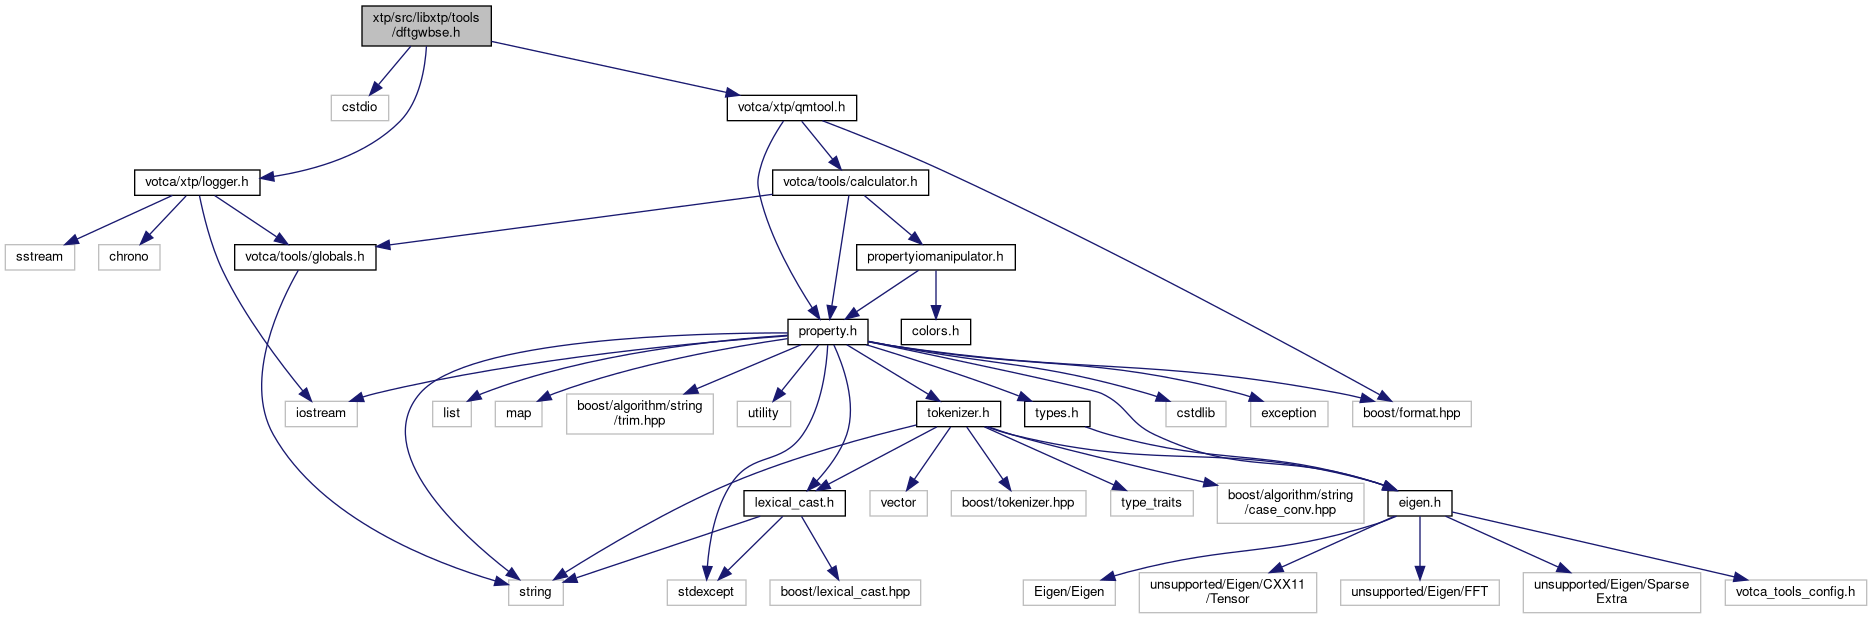 xtp/src/libxtp/tools
/dftgwbse.h
cstdio
votca/xtp/qmtool.h
votca/xtp/logger.h
votca/tools/calculator.h
sstream
chrono
votca/tools/globals.h
propertyiomanipulator.h
property.h
colors.h
iostream
list
map
boost/algorithm/string
/trim.hpp
utility
tokenizer.h
types.h
cstdlib
exception
boost/format.hpp
lexical_cast.h
vector
boost/tokenizer.hpp
type_traits
boost/algorithm/string
/case_conv.hpp
eigen.h
string
stdexcept
boost/lexical_cast.hpp
Eigen/Eigen
unsupported/Eigen/CXX11
/Tensor
unsupported/Eigen/FFT
unsupported/Eigen/Sparse
Extra
votca_tools_config.h